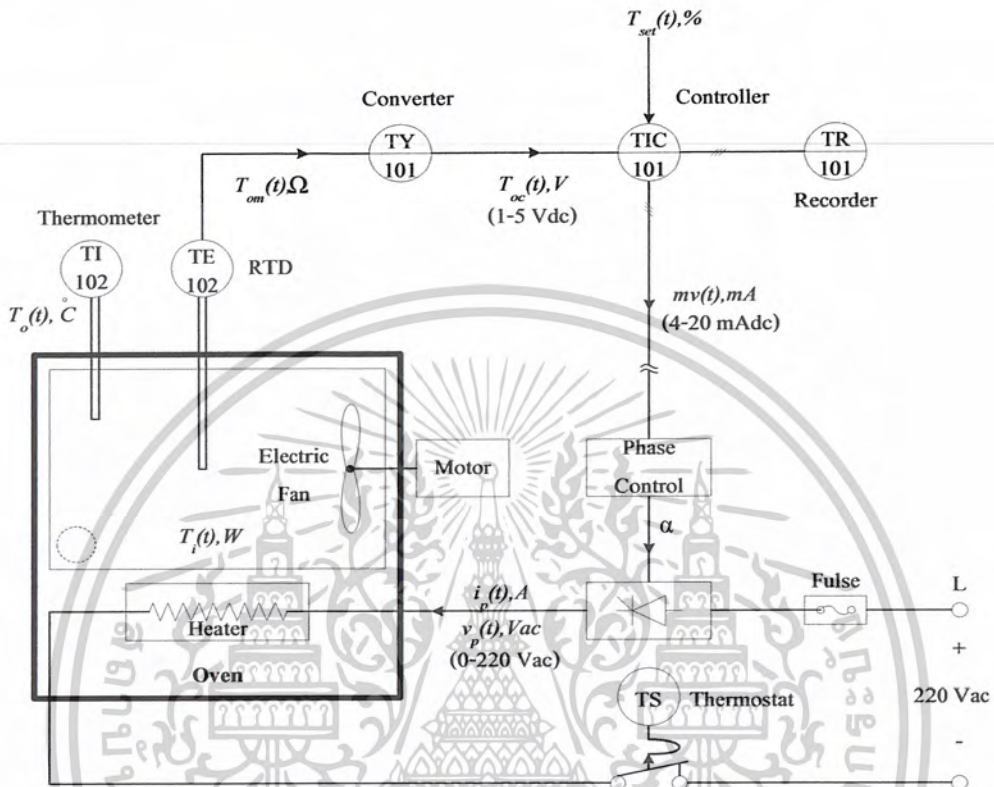 T_set(t),%
Converter
Controller
TY
101
TIC
101
TR
101
T_om(t),Ω
T_oc(t),V
(1-5 Vdc)
Recorder
Thermometer
TI
102
TE
102
RTD
T_o(t), C̊
mv(t),mA
(4-20 mAdc)
Electric
Fan
Motor
Phase
Control
α
T_i(t),W
Heater
Oven
i_p(t),A
v_p(t),Vac
(0-220 Vac)
Fulse
L
+
220 Vac
-
TS
Thermostat